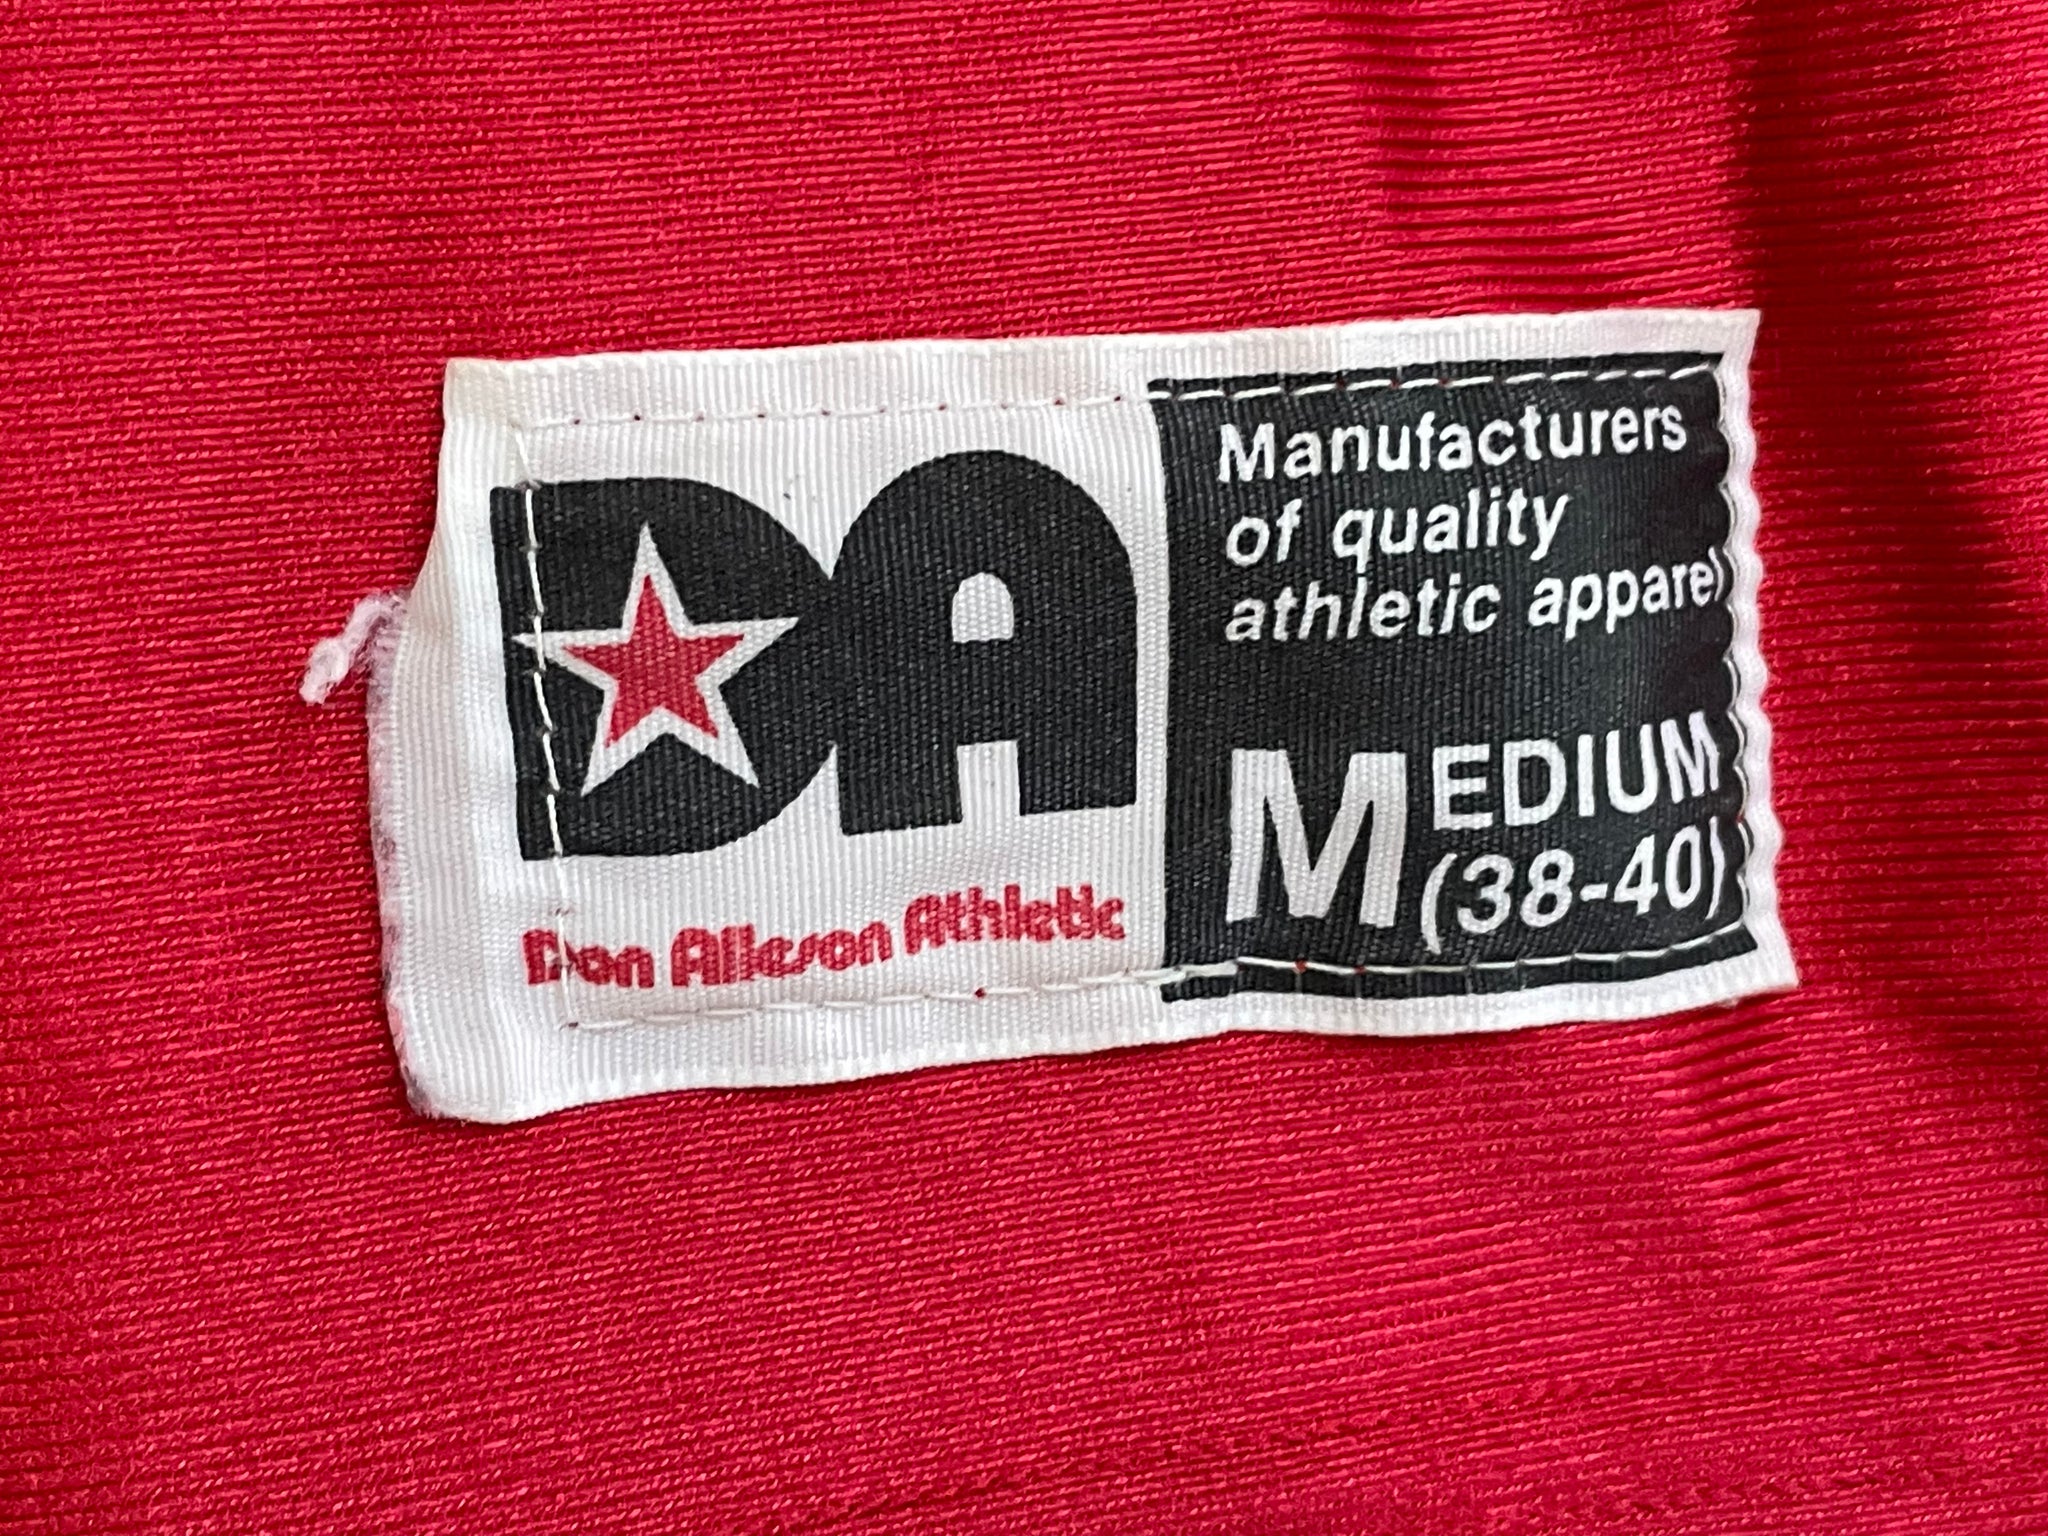 DA
Don Alleson Athletic
Manufacturers
of quality
athletic apparel
MEDIUM
(38-40)